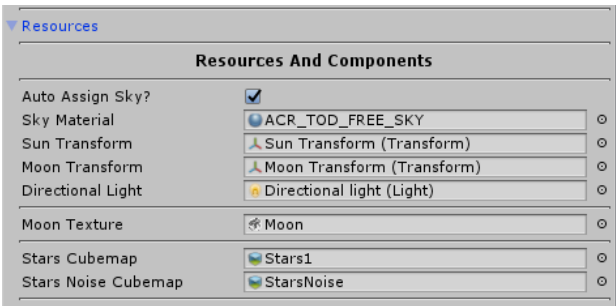 Resources
Resources And Components
Auto Assign Sky?
Sky Material ACR_TOD_FREE_SKY
Sun Transform Sun Transform (Transform)
Moon Transform Moon Transform (Transform)
Directional Light Directional light (Light)
Moon Texture Moon
Stars Cubemap Stars1
Stars Noise Cubemap StarsNoise